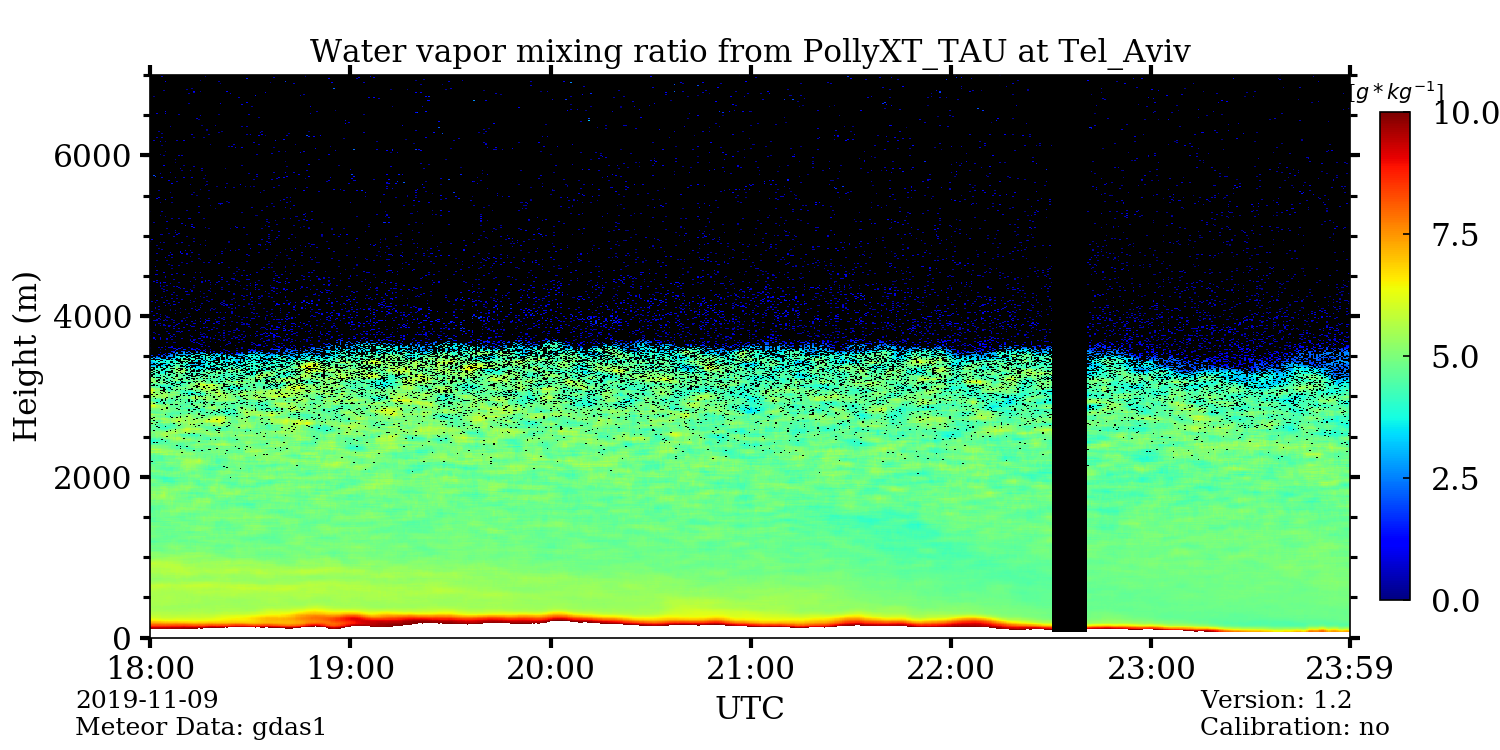 Water vapor mixing ratio from PollyXT_TAU at Tel_Aviv
[g*kg⁻¹]
10.0
7.5
5.0
2.5
0.0
Height (m)
6000
4000
2000
0
18:00 19:00 20:00 21:00 22:00 23:00 23:59
UTC
2019-11-09
Meteor Data: gdas1
Version: 1.2
Calibration: no